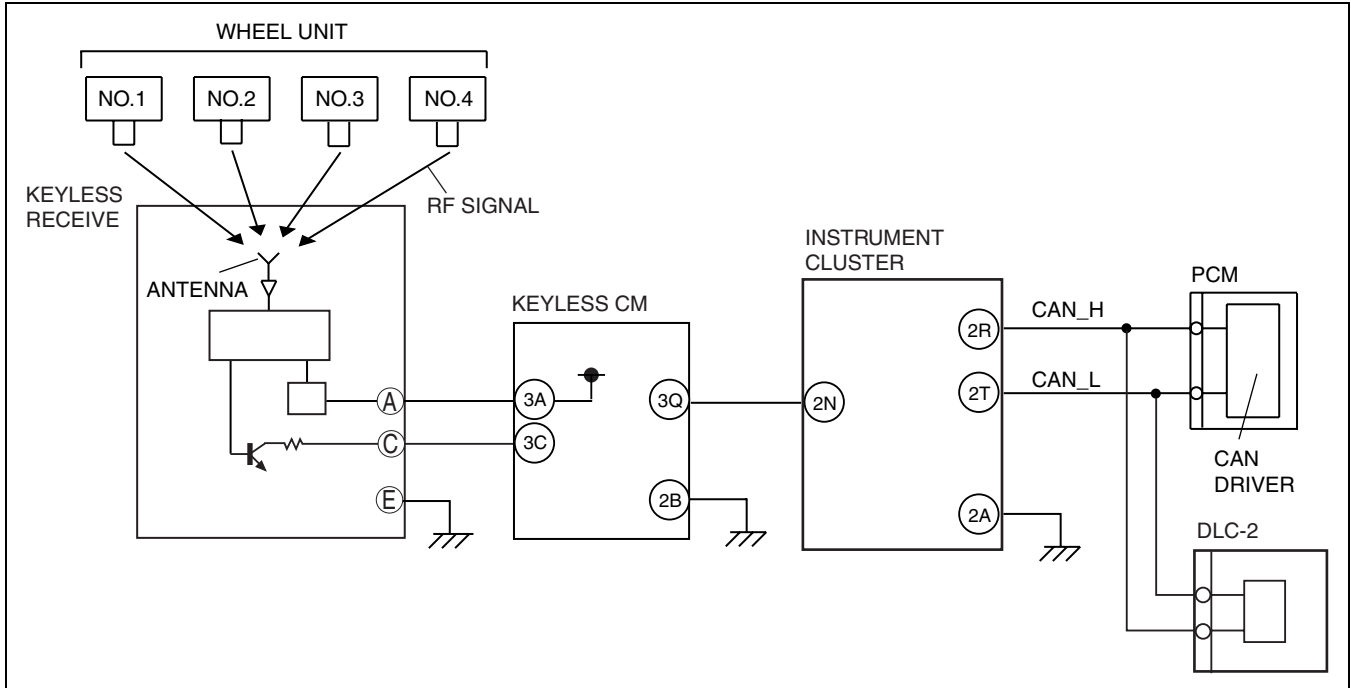 WHEEL UNIT
NO.1
NO.2
NO.3
NO.4
KEYLESS
RECEIVE
RF SIGNAL
ANTENNA
A
C
E
KEYLESS CM
3A
3C
3Q
2B
INSTRUMENT
CLUSTER
2N
2R
2T
2A
CAN_H
CAN_L
PCM
CAN
DRIVER
DLC-2